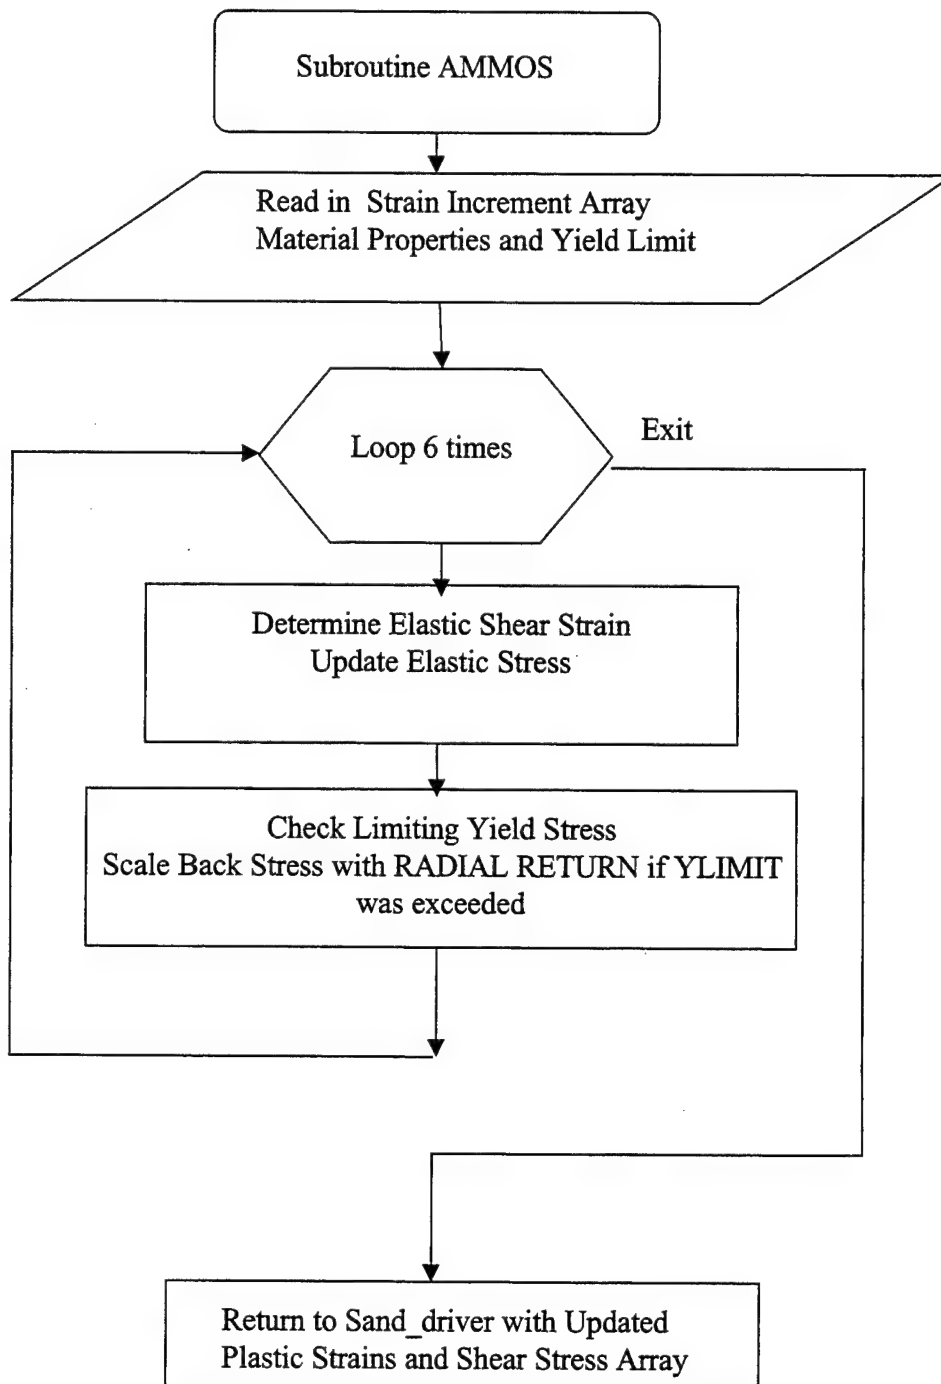 Subroutine AMMOS
Read in Strain Increment Array
Material Properties and Yield Limit
Loop 6 times
Exit
Determine Elastic Shear Strain
Update Elastic Stress
Check Limiting Yield Stress
Scale Back Stress with RADIAL RETURN if YLIMIT
was exceeded
Return to Sand_driver with Updated
Plastic Strains and Shear Stress Array